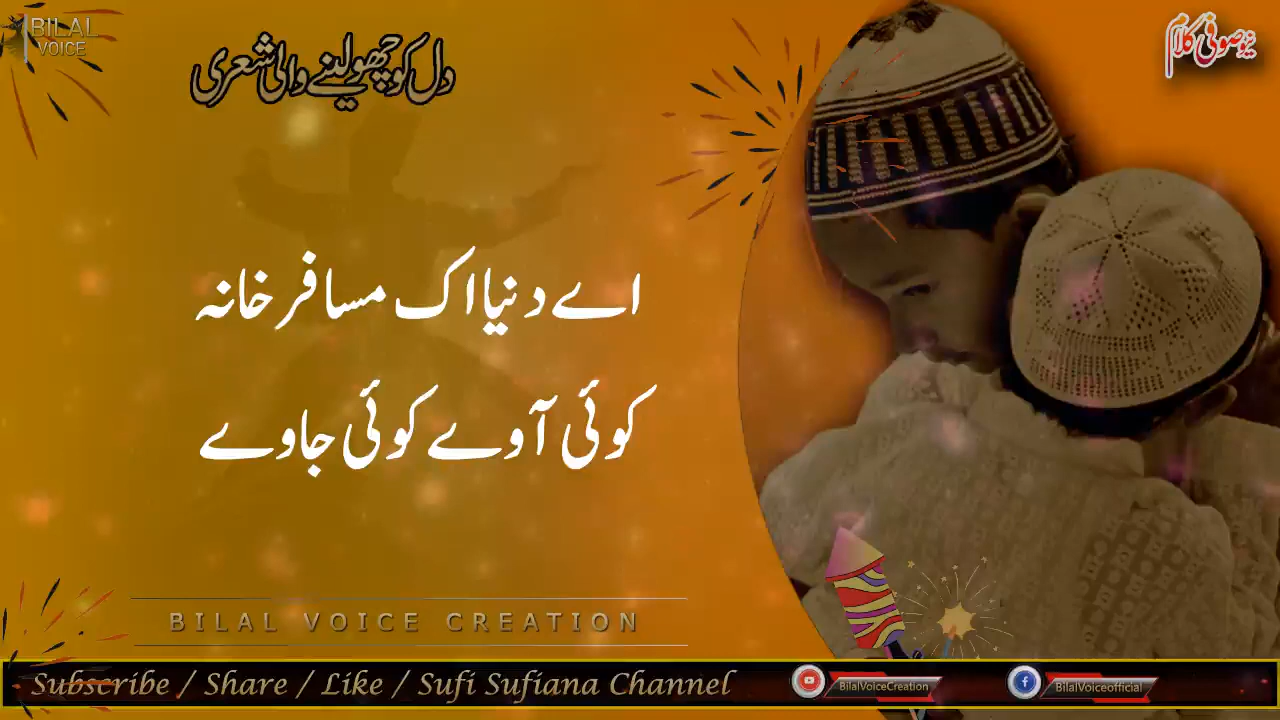 BILAL
VOICE
دل کو چھو لینے والی شعری
نیو صوفی کلام
اے دنیا اک مسافر خانہ
کوئی آوے کوئی جاوے
BILAL VOICE CREATION
Subscribe / Share / Like / Sufi Sufiana Channel
BilalVoiceCreation
BilalVoiceofficial